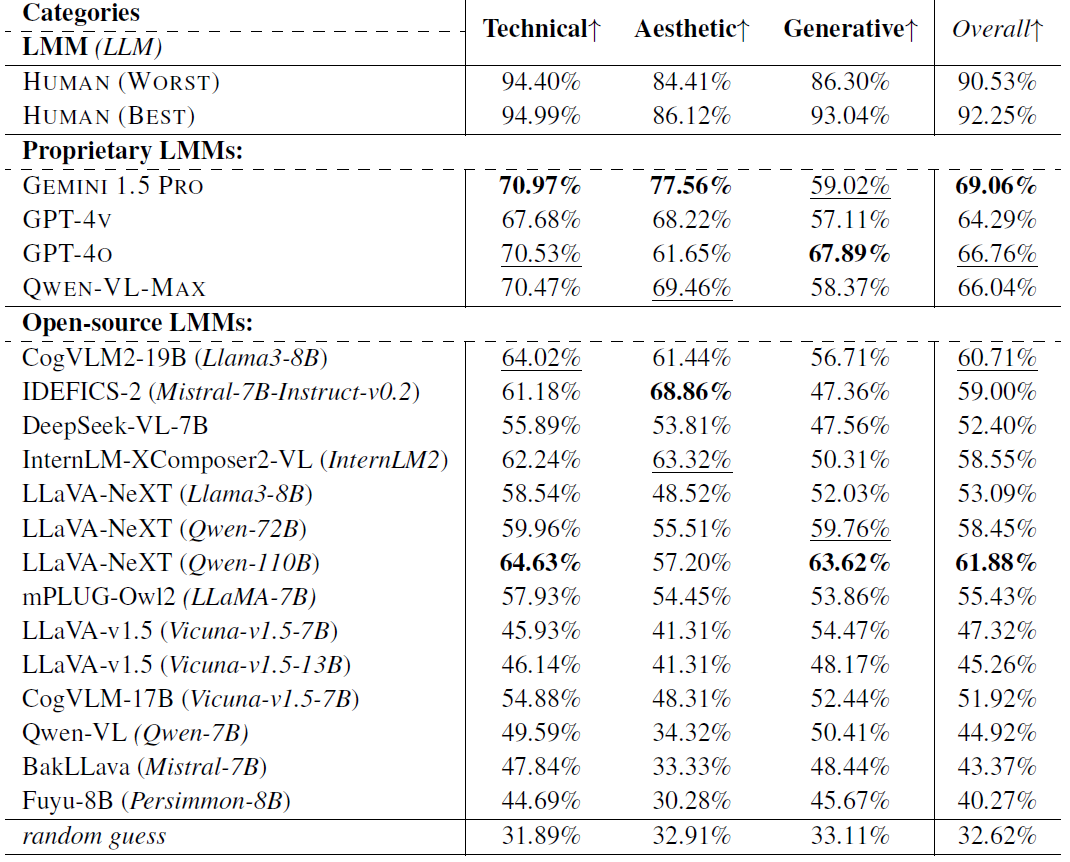 Categories
LMM (LLM) Technical↑ Aesthetic↑ Generative↑ Overall↑
HUMAN (WORST) 94.40% 84.41% 86.30% 90.53%
HUMAN (BEST) 94.99% 86.12% 93.04% 92.25%
Proprietary LMMs:
GEMINI 1.5 PRO 70.97% 77.56% 59.02% 69.06%
GPT-4V 67.68% 68.22% 57.11% 64.29%
GPT-4O 70.53% 61.65% 67.89% 66.76%
QWEN-VL-MAX 70.47% 69.46% 58.37% 66.04%
Open-source LMMs:
CogVLM2-19B (Llama3-8B) 64.02% 61.44% 56.71% 60.71%
IDEFICS-2 (Mistral-7B-Instruct-v0.2) 61.18% 68.86% 47.36% 59.00%
DeepSeek-VL-7B 55.89% 53.81% 47.56% 52.40%
InternLM-XComposer2-VL (InternLM2) 62.24% 63.32% 50.31% 58.55%
LLaVA-NeXT (Llama3-8B) 58.54% 48.52% 52.03% 53.09%
LLaVA-NeXT (Qwen-72B) 59.96% 55.51% 59.76% 58.45%
LLaVA-NeXT (Qwen-110B) 64.63% 57.20% 63.62% 61.88%
mPLUG-Owl2 (LLaMA-7B) 57.93% 54.45% 53.86% 55.43%
LLaVA-v1.5 (Vicuna-v1.5-7B) 45.93% 41.31% 54.47% 47.32%
LLaVA-v1.5 (Vicuna-v1.5-13B) 46.14% 41.31% 48.17% 45.26%
CogVLM-17B (Vicuna-v1.5-7B) 54.88% 48.31% 52.44% 51.92%
Qwen-VL (Qwen-7B) 49.59% 34.32% 50.41% 44.92%
BakLLava (Mistral-7B) 47.84% 33.33% 48.44% 43.37%
Fuyu-8B (Persimmon-8B) 44.69% 30.28% 45.67% 40.27%
random guess 31.89% 32.91% 33.11% 32.62%